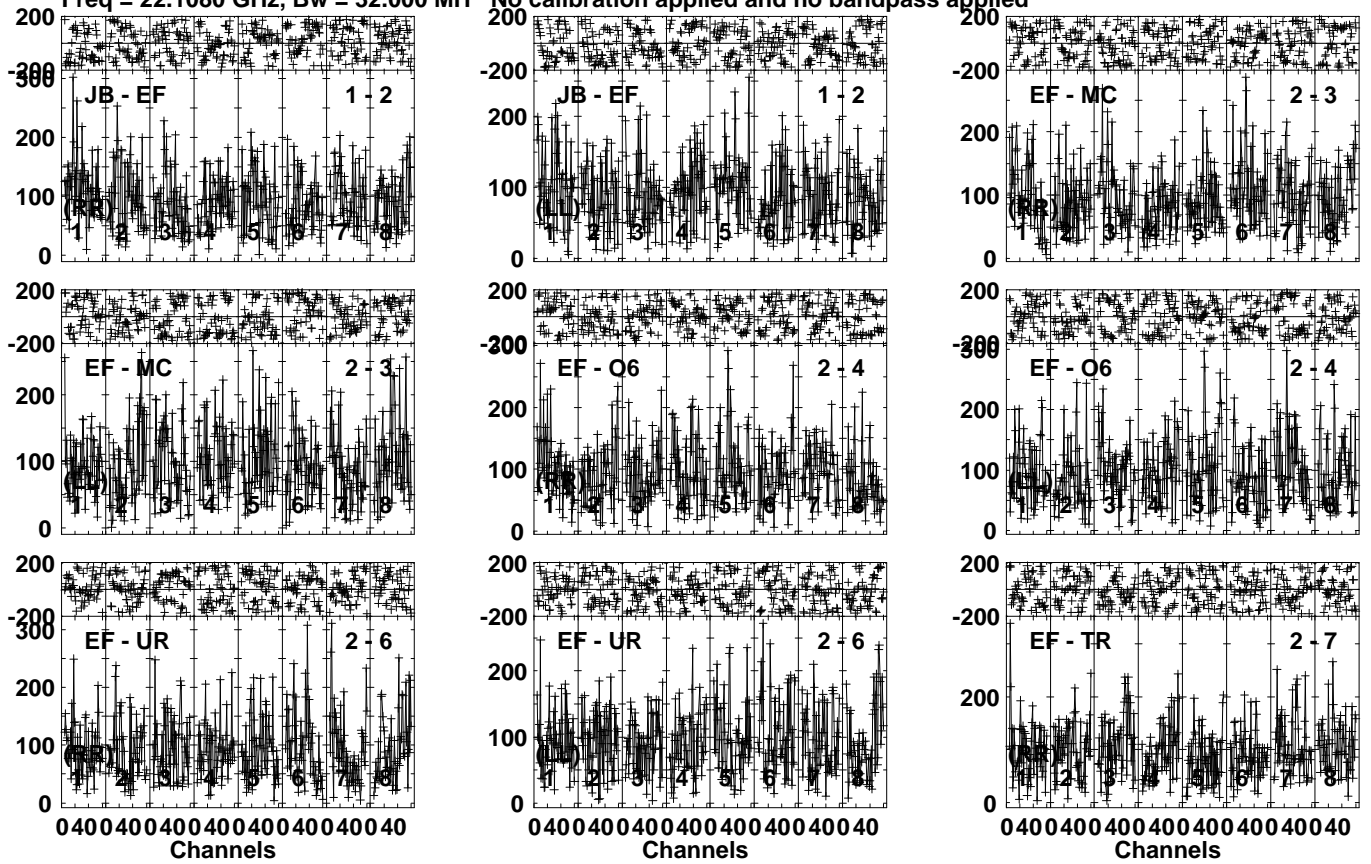 Freq = 22.1080 GHz, Bw = 32.000 MH No calibration applied and no bandpass applied
200 200 200
-200 -200 -200
300
JB - EF 1 - 2 JB - EF 1 - 2 EF - MC 2 - 3
200 200 200
100 100 100
(RR) (LL) (RR)
1 2 3 4 5 6 7 8 1 2 3 4 5 6 7 8 1 2 3 4 5 6 7 8
0 0 0
200 200 200
-200 -200 -200
300 300
EF - MC 2 - 3 EF - O6 2 - 4 EF - O6 2 - 4
200 200 200
100 100 100
(LL) (RR) (LL)
1 2 3 4 5 6 7 8 1 2 3 4 5 6 7 8 1 2 3 4 5 6 7 8
0 0 0
200 200 200
-200 -200 -200
300
EF - UR 2 - 6 EF - UR 2 - 6 EF - TR 2 - 7
200 200 200
100 100
(RR) (LL) (RR)
1 2 3 4 5 6 7 8 1 2 3 4 5 6 7 8 1 2 3 4 5 6 7 8
0 0 0
0 40 0 40 0 40 0 40 0 40 0 40 0 40 0 40 0 40 0 40 0 40 0 40 0 40 0 40 0 40 0 40 0 40 0 40 0 40 0 40 0 40 0 40 0 40 0 40
Channels Channels Channels